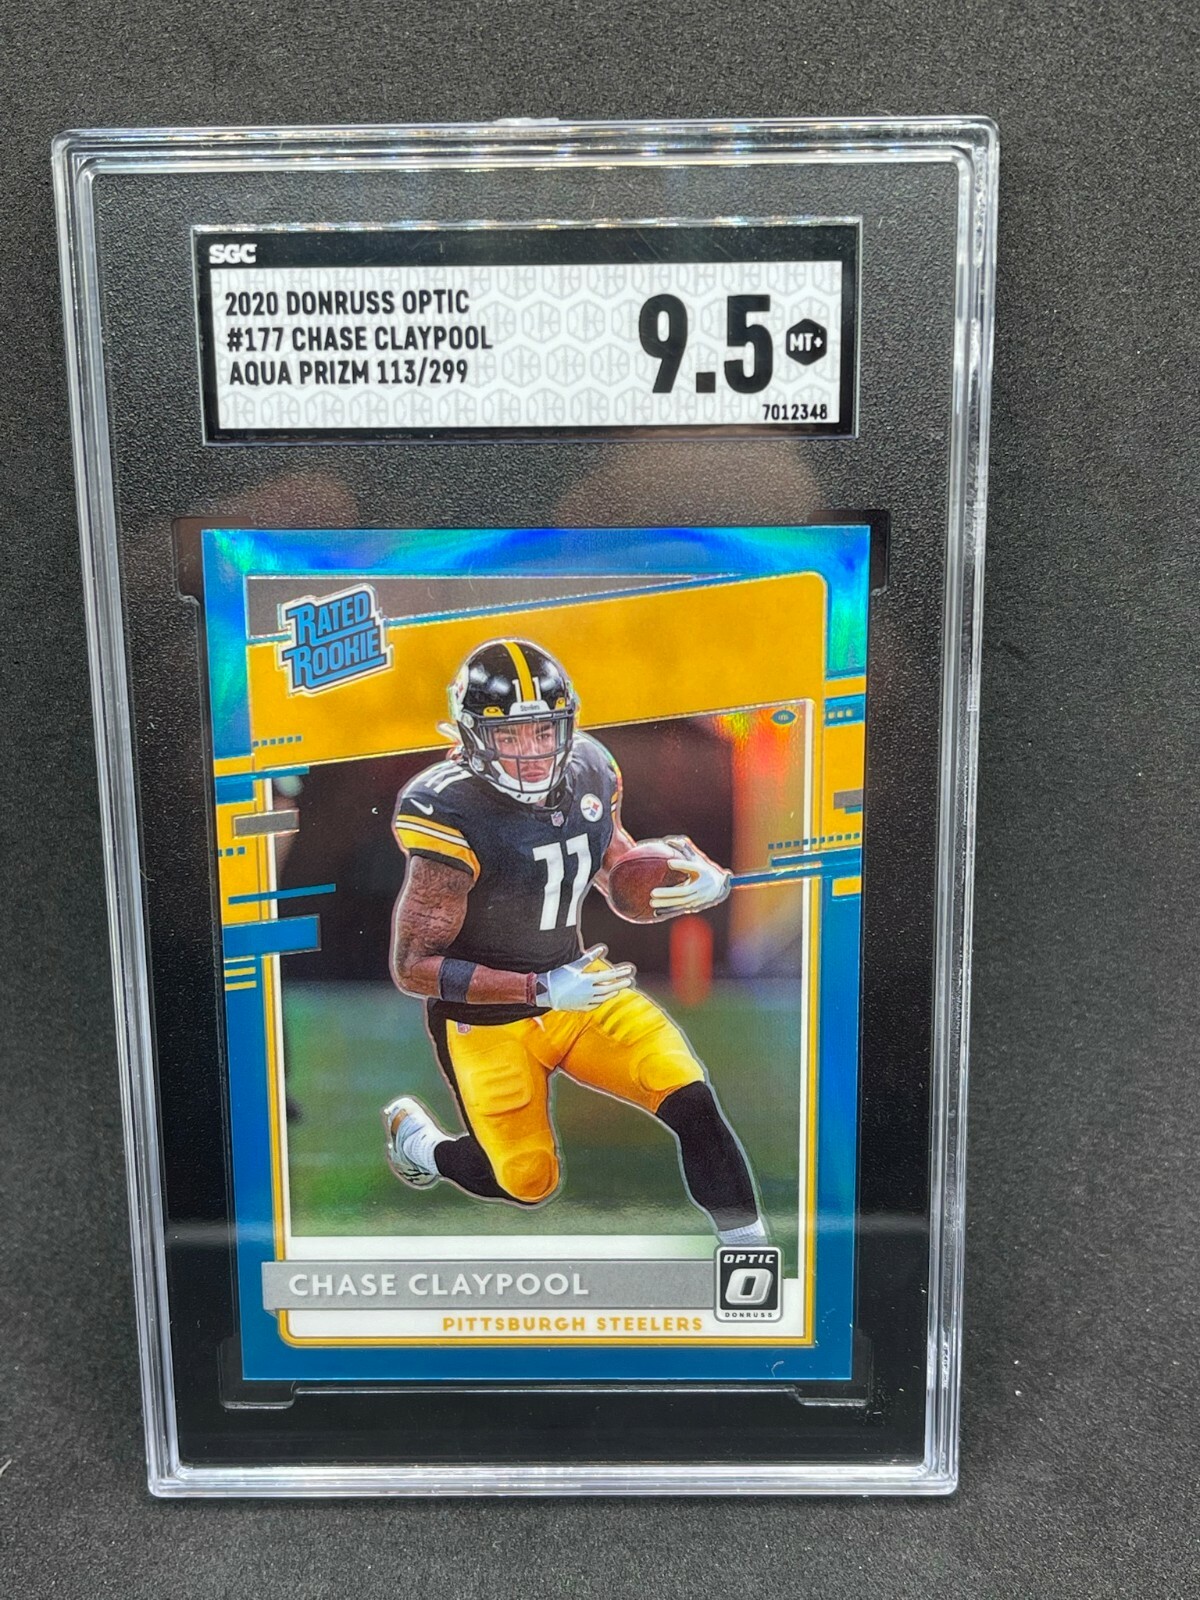 SGC
2020 DONRUSS OPTIC
#177 CHASE CLAYPOOL
AQUA PRIZM 113/299
9.5
MT+
7012348
RATED
ROOKIE
11
Steelers
11
CHASE CLAYPOOL
OPTIC
DONRUSS
PITTSBURGH STEELERS